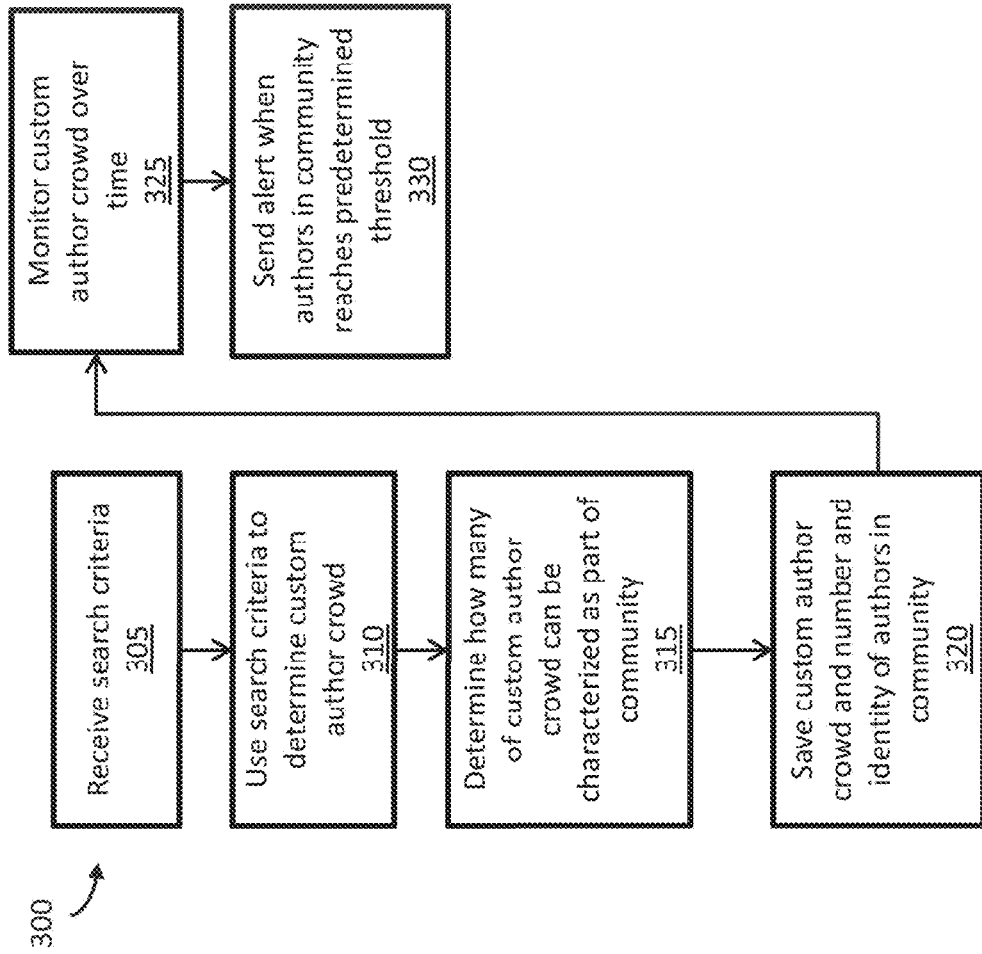 300
Receive search criteria
305
Use search criteria to
determine custom
author crowd
310
Determine how many
of custom author
crowd can be
characterized as part of
community
315
Save custom author
crowd and number and
identity of authors in
community
320
Monitor custom
author crowd over
time
325
Send alert when
authors in community
reaches predetermined
threshold
330